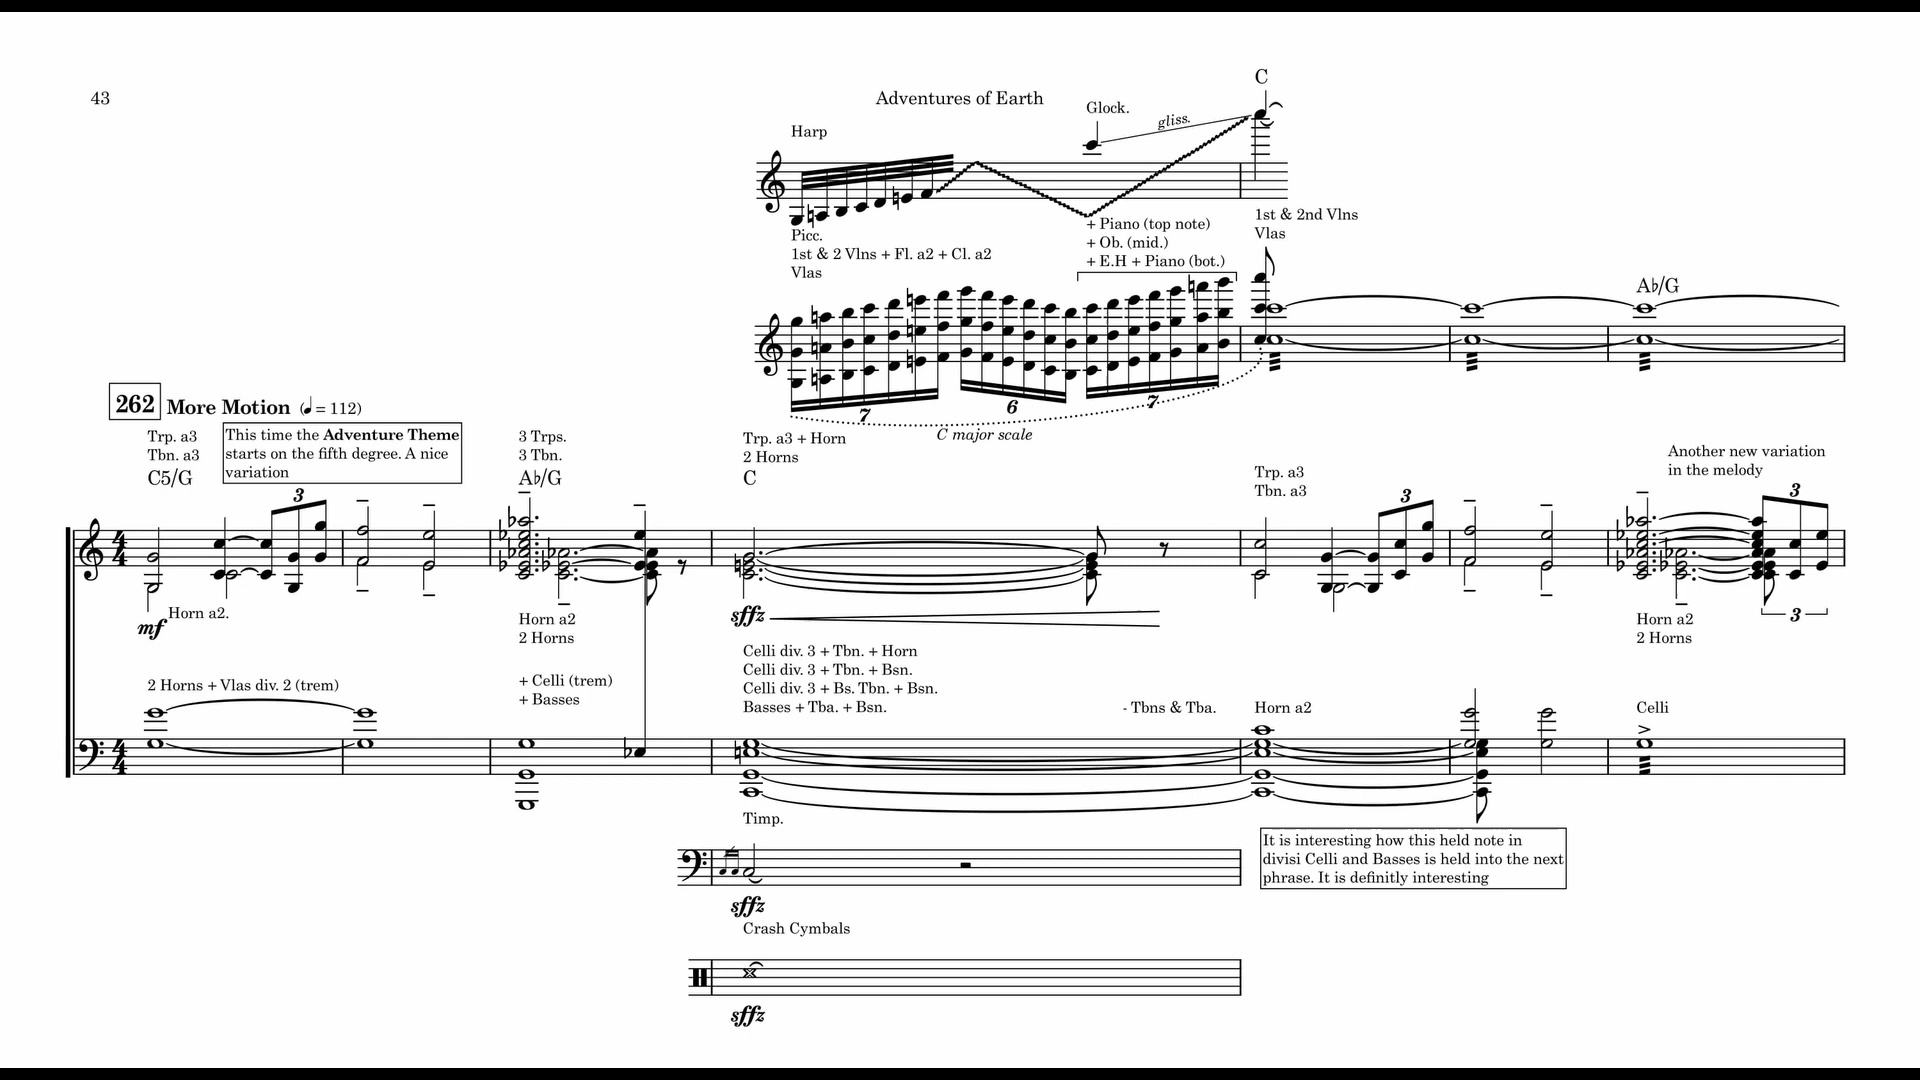 43
Adventures of Earth
C
Glock.
gliss.
Harp
+ Piano (top note)
+ Ob. (mid.)
+ E.H + Piano (bot.)
1st & 2nd Vlns
Vlas
Picc.
1st & 2 Vlns + Fl. a2 + Cl. a2
Vlas
A♭/G
7
6
7
C major scale
262 More Motion (♩ = 112)
Trp. a3
Tbn. a3
C5/G
This time the Adventure Theme
starts on the fifth degree. A nice
variation
3 Trps.
3 Tbn.
A♭/G
Trp. a3 + Horn
2 Horns
C
Trp. a3
Tbn. a3
Another new variation
in the melody
3
3
3
mf
Horn a2.
Horn a2
2 Horns
sffz
Horn a2
2 Horns
3
2 Horns + Vlas div. 2 (trem)
+ Celli (trem)
+ Basses
Celli div. 3 + Tbn. + Horn
Celli div. 3 + Tbn. + Bsn.
Celli div. 3 + Bs. Tbn. + Bsn.
Basses + Tba. + Bsn.
- Tbns & Tba.
Horn a2
Celli
Timp.
sffz
It is interesting how this held note in
divisi Celli and Basses is held into the next
phrase. It is definitly interesting
Crash Cymbals
sffz